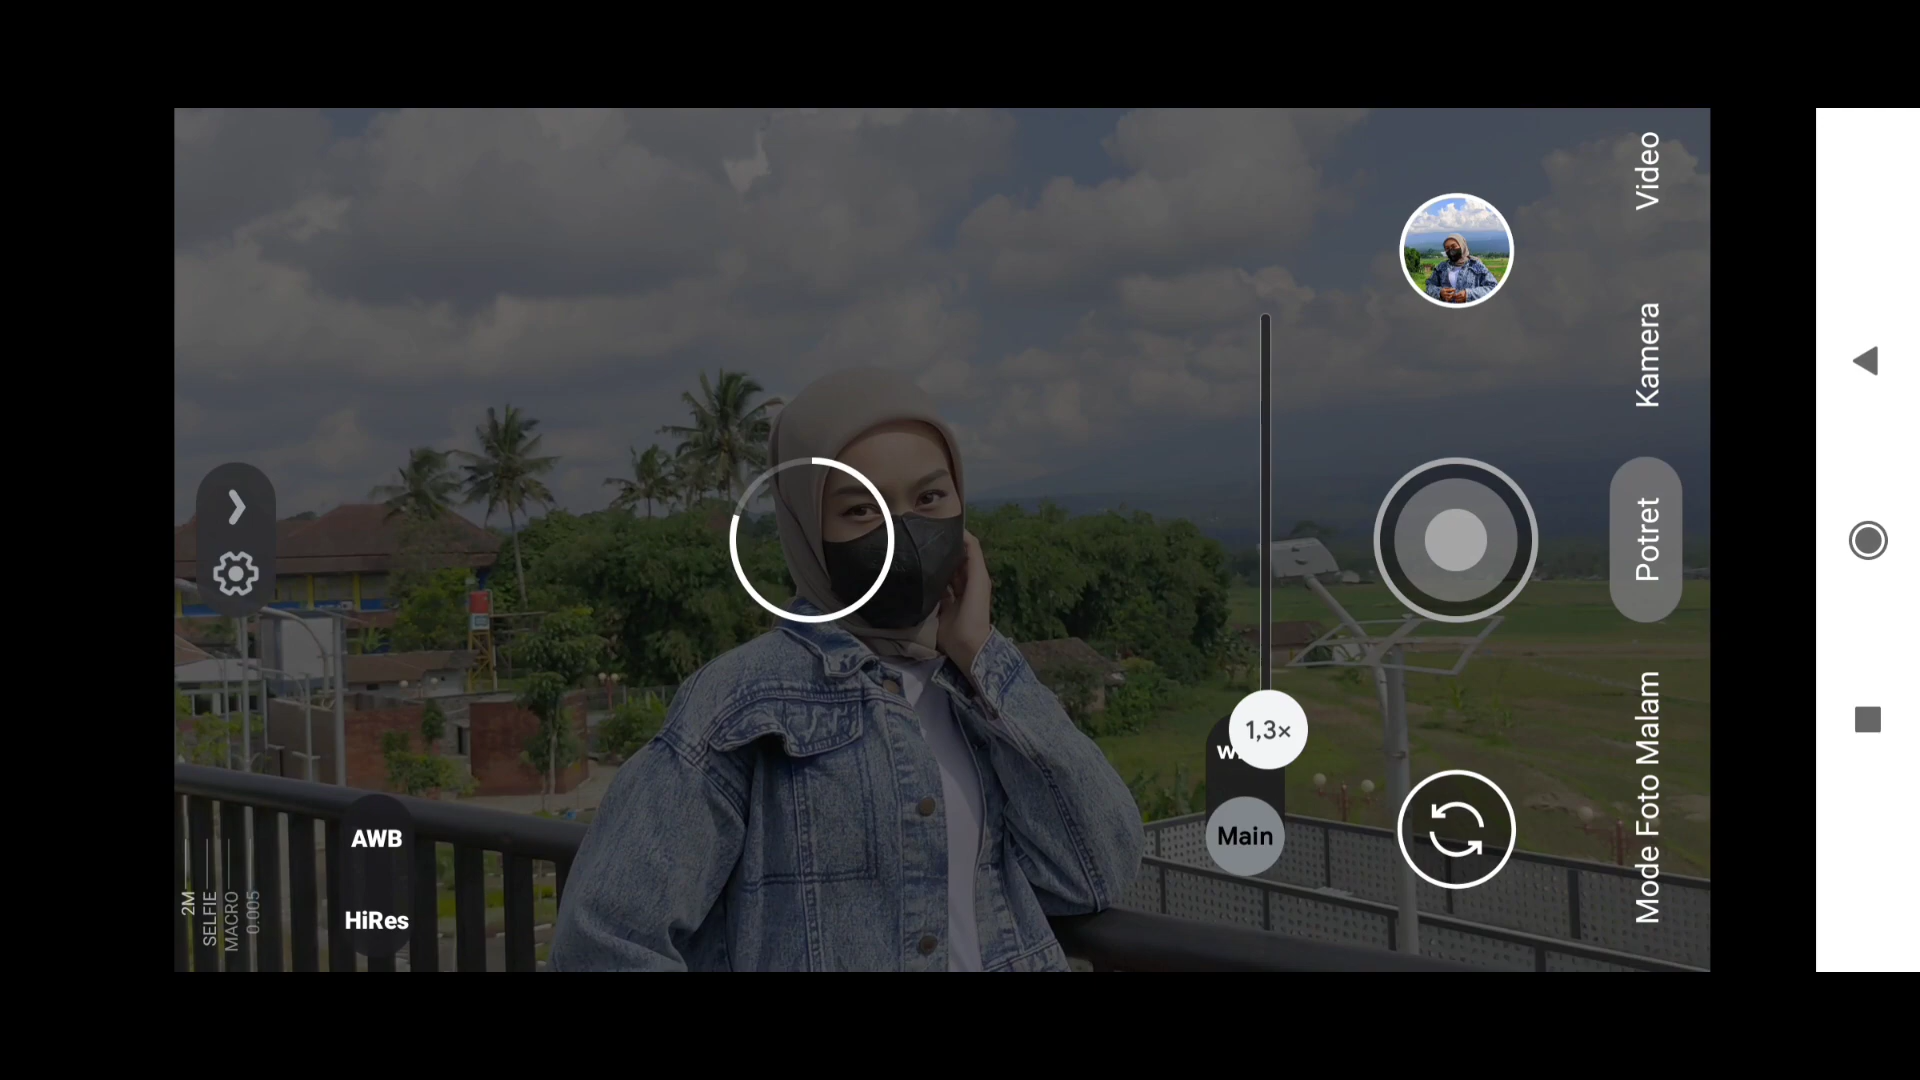 2M
SELFIE
MACRO
0.005
AWB
HiRes
1,3×
Main
Video
Kamera
Potret
Mode Foto Malam